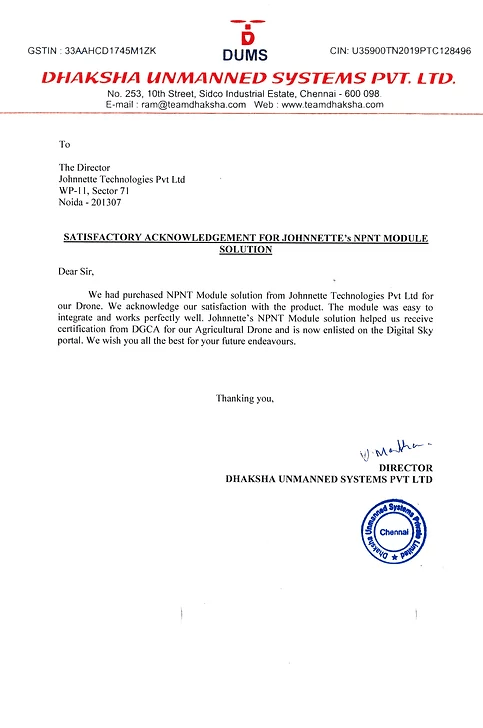 GSTIN : 33AAHCD1745M1ZK
DUMS
CIN: U35900TN2019PTC128496
DHAKSHA UNMANNED SYSTEMS PVT. LTD.
No. 253, 10th Street, Sidco Industrial Estate, Chennai - 600 098.
E-mail : ram@teamdhaksha.com Web : www.teamdhaksha.com
To
The Director
Johnnette Technologies Pvt Ltd
WP-11, Sector 71
Noida - 201307
SATISFACTORY ACKNOWLEDGEMENT FOR JOHNNETTE's NPNT MODULE
SOLUTION
Dear Sir,
We had purchased NPNT Module solution from Johnnette Technologies Pvt Ltd for
our Drone. We acknowledge our satisfaction with the product. The module was easy to
integrate and works perfectly well. Johnette's NPNT Module solution helped us receive
certification from DGCA for our Agricultural Drone and is now enlisted on the Digital Sky
portal. We wish you all the best for your future endeavours.
Thanking you,
DIRECTOR
DHAKSHA UNMANNED SYSTEMS PVT LTD
Dhaksha Unmanned Systems Private Limited
Chennai